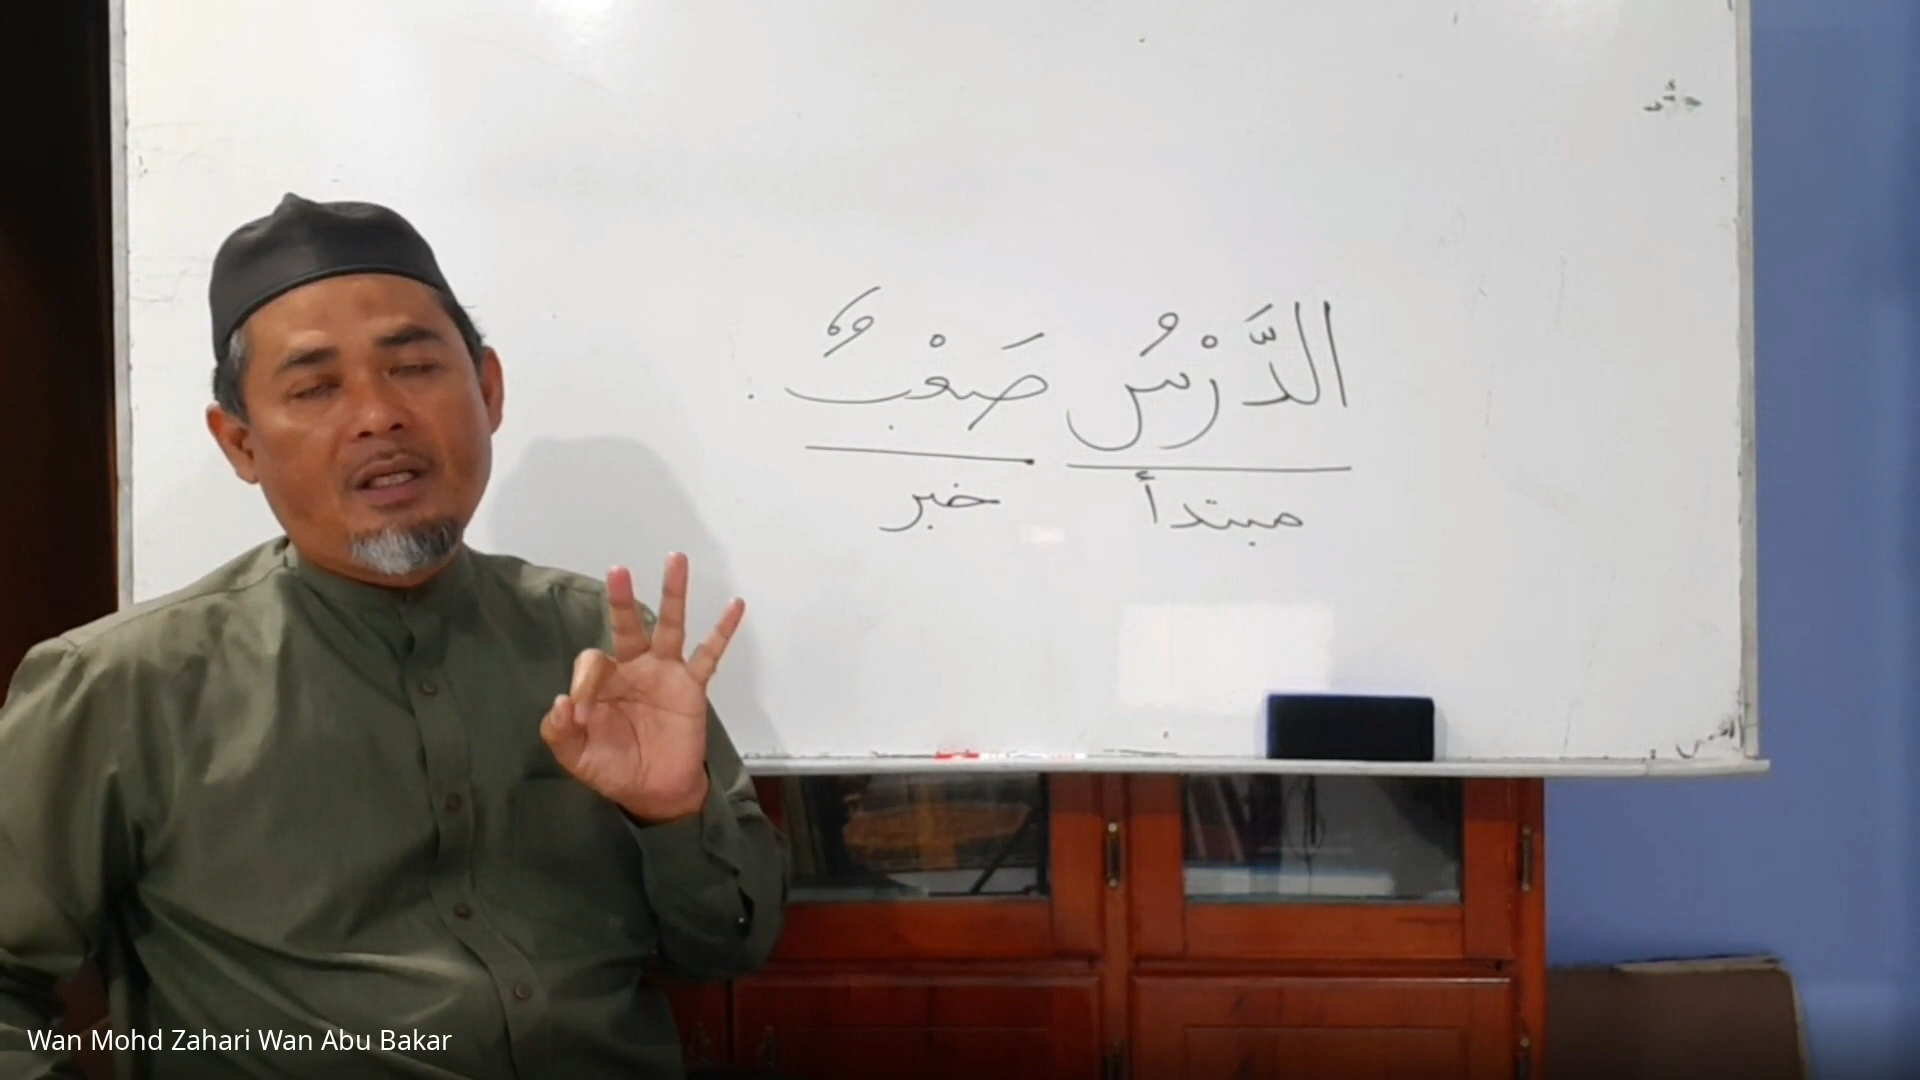 الدَّرْسُ صَعْبٌ .
مبتدأ خبر
Wan Mohd Zahari Wan Abu Bakar